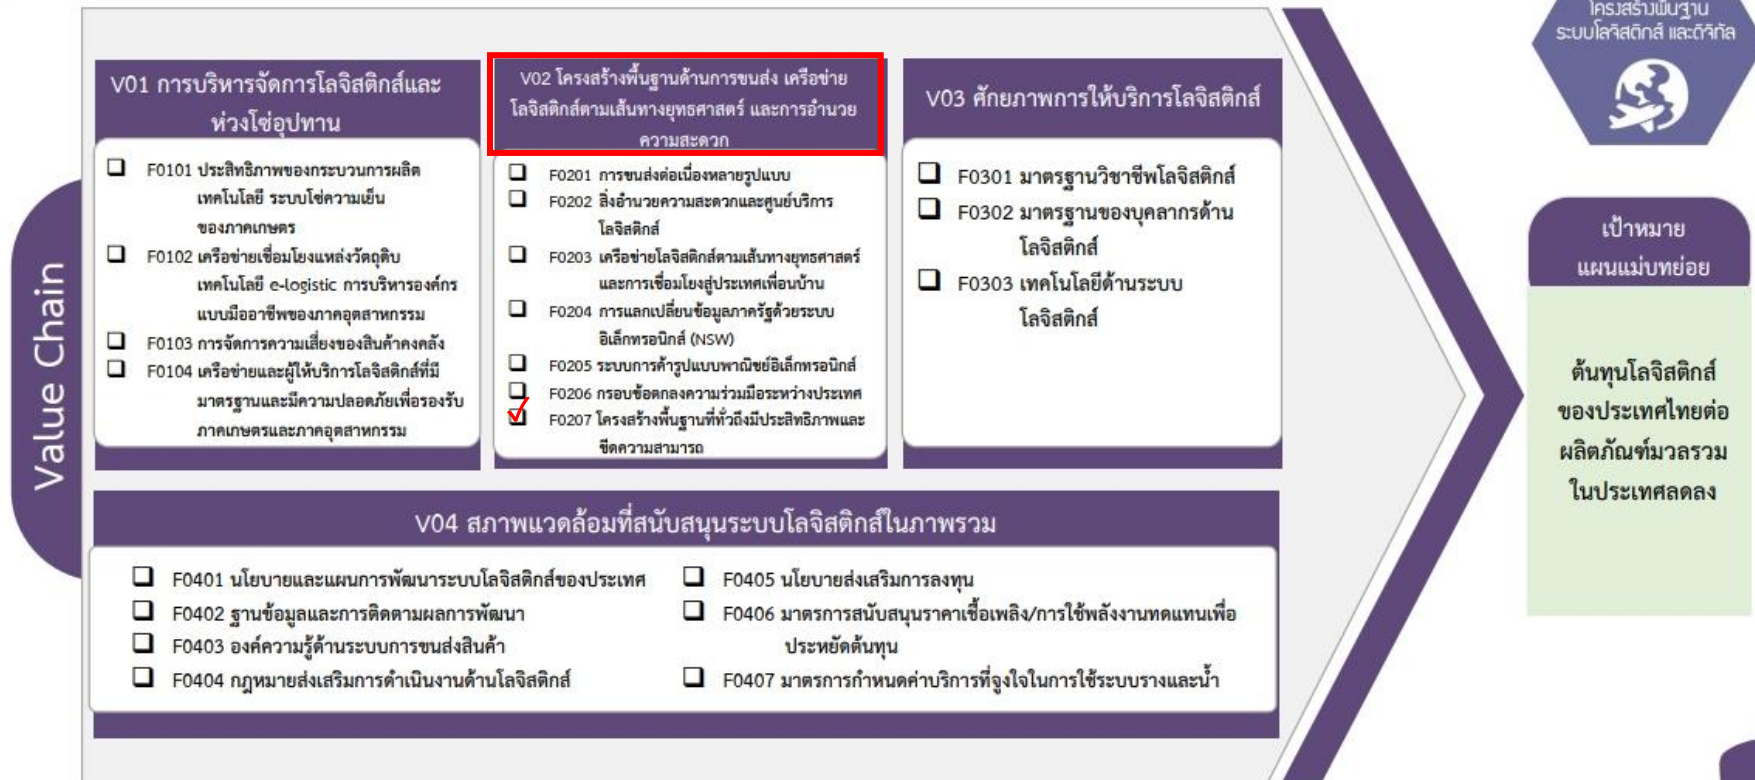 โครงสร้างพื้นฐาน
ระบบโลจิสติกส์ และดิจิทัล
Value Chain
V01 การบริหารจัดการโลจิสติกส์และ
ห่วงโซ่อุปทาน
F0101 ประสิทธิภาพของกระบวนการผลิต
เทคโนโลยี ระบบโซ่ความเย็น
ของภาคเกษตร
F0102 เครือข่ายเชื่อมโยงแหล่งวัตถุดิบ
เทคโนโลยี e-logistic การบริหารองค์กร
แบบมืออาชีพของภาคอุตสาหกรรม
F0103 การจัดการความเสี่ยงของสินค้าคงคลัง
F0104 เครือข่ายและผู้ให้บริการโลจิสติกส์ที่มี
มาตรฐานและมีความปลอดภัยเพื่อรองรับ
ภาคเกษตรและภาคอุตสาหกรรม
V02 โครงสร้างพื้นฐานด้านการขนส่ง เครือข่าย
โลจิสติกส์ตามเส้นทางยุทธศาสตร์ และการอำนวย
ความสะดวก
F0201 การขนส่งต่อเนื่องหลายรูปแบบ
F0202 สิ่งอำนวยความสะดวกและศูนย์บริการ
โลจิสติกส์
F0203 เครือข่ายโลจิสติกส์ตามเส้นทางยุทธศาสตร์
และการเชื่อมโยงสู่ประเทศเพื่อนบ้าน
F0204 การแลกเปลี่ยนข้อมูลภาครัฐด้วยระบบ
อิเล็กทรอนิกส์ (NSW)
F0205 ระบบการค้ารูปแบบพาณิชย์อิเล็กทรอนิกส์
F0206 กรอบข้อตกลงความร่วมมือระหว่างประเทศ
F0207 โครงสร้างพื้นฐานที่ทั่วถึงมีประสิทธิภาพและ
ขีดความสามารถ
V03 ศักยภาพการให้บริการโลจิสติกส์
F0301 มาตรฐานวิชาชีพโลจิสติกส์
F0302 มาตรฐานของบุคลากรด้าน
โลจิสติกส์
F0303 เทคโนโลยีด้านระบบ
โลจิสติกส์
V04 สภาพแวดล้อมที่สนับสนุนระบบโลจิสติกส์ในภาพรวม
F0401 นโยบายและแผนการพัฒนาระบบโลจิสติกส์ของประเทศ
F0402 ฐานข้อมูลและการติดตามผลการพัฒนา
F0403 องค์ความรู้ด้านระบบการขนส่งสินค้า
F0404 กฎหมายส่งเสริมการดำเนินงานด้านโลจิสติกส์
F0405 นโยบายส่งเสริมการลงทุน
F0406 มาตรการสนับสนุนราคาเชื้อเพลิง/การใช้พลังงานทดแทนเพื่อ
ประหยัดต้นทุน
F0407 มาตรการกำหนดค่าบริการที่จูงใจในการใช้ระบบรางและน้ำ
เป้าหมาย
แผนแม่บทย่อย
ต้นทุนโลจิสติกส์
ของประเทศไทยต่อ
ผลิตภัณฑ์มวลรวม
ในประเทศลดลง